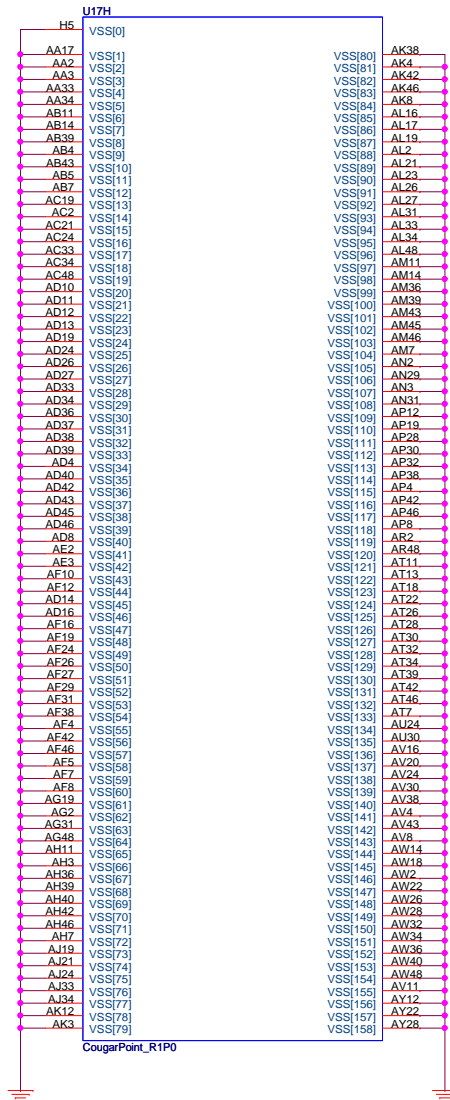 U17H
H5 VSS[0]
AA17 VSS[1] VSS[80] AK38
AA2 VSS[2] VSS[81] AK4
AA3 VSS[3] VSS[82] AK42
AA33 VSS[4] VSS[83] AK46
AA34 VSS[5] VSS[84] AK8
AB11 VSS[6] VSS[85] AL16
AB14 VSS[7] VSS[86] AL17
AB39 VSS[8] VSS[87] AL19
AB4 VSS[9] VSS[88] AL2
AB43 VSS[10] VSS[89] AL21
AB5 VSS[11] VSS[90] AL23
AB7 VSS[12] VSS[91] AL26
AC19 VSS[13] VSS[92] AL27
AC2 VSS[14] VSS[93] AL31
AC21 VSS[15] VSS[94] AL33
AC24 VSS[16] VSS[95] AL34
AC33 VSS[17] VSS[96] AL48
AC34 VSS[18] VSS[97] AM11
AC48 VSS[19] VSS[98] AM14
AD10 VSS[20] VSS[99] AM36
AD11 VSS[21] VSS[100] AM39
AD12 VSS[22] VSS[101] AM43
AD13 VSS[23] VSS[102] AM45
AD19 VSS[24] VSS[103] AM46
AD24 VSS[25] VSS[104] AM7
AD26 VSS[26] VSS[105] AN2
AD27 VSS[27] VSS[106] AN29
AD33 VSS[28] VSS[107] AN3
AD34 VSS[29] VSS[108] AN31
AD36 VSS[30] VSS[109] AP12
AD37 VSS[31] VSS[110] AP19
AD38 VSS[32] VSS[111] AP28
AD39 VSS[33] VSS[112] AP30
AD4 VSS[34] VSS[113] AP32
AD40 VSS[35] VSS[114] AP38
AD42 VSS[36] VSS[115] AP4
AD43 VSS[37] VSS[116] AP42
AD45 VSS[38] VSS[117] AP46
AD46 VSS[39] VSS[118] AP8
AD8 VSS[40] VSS[119] AR2
AE2 VSS[41] VSS[120] AR48
AE3 VSS[42] VSS[121] AT11
AF10 VSS[43] VSS[122] AT13
AF12 VSS[44] VSS[123] AT18
AD14 VSS[45] VSS[124] AT22
AD16 VSS[46] VSS[125] AT26
AF16 VSS[47] VSS[126] AT28
AF19 VSS[48] VSS[127] AT30
AF24 VSS[49] VSS[128] AT32
AF26 VSS[50] VSS[129] AT34
AF27 VSS[51] VSS[130] AT39
AF29 VSS[52] VSS[131] AT42
AF31 VSS[53] VSS[132] AT46
AF38 VSS[54] VSS[133] AT7
AF4 VSS[55] VSS[134] AU24
AF42 VSS[56] VSS[135] AU30
AF46 VSS[57] VSS[136] AV16
AF5 VSS[58] VSS[137] AV20
AF7 VSS[59] VSS[138] AV24
AF8 VSS[60] VSS[139] AV30
AG19 VSS[61] VSS[140] AV38
AG2 VSS[62] VSS[141] AV4
AG31 VSS[63] VSS[142] AV43
AG48 VSS[64] VSS[143] AV8
AH11 VSS[65] VSS[144] AW14
AH3 VSS[66] VSS[145] AW18
AH36 VSS[67] VSS[146] AW2
AH39 VSS[68] VSS[147] AW22
AH40 VSS[69] VSS[148] AW26
AH42 VSS[70] VSS[149] AW28
AH46 VSS[71] VSS[150] AW32
AH7 VSS[72] VSS[151] AW34
AJ19 VSS[73] VSS[152] AW36
AJ21 VSS[74] VSS[153] AW40
AJ24 VSS[75] VSS[154] AW48
AJ33 VSS[76] VSS[155] AV11
AJ34 VSS[77] VSS[156] AY12
AK12 VSS[78] VSS[157] AY22
AK3 VSS[79] VSS[158] AY28
CougarPoint_R1P0